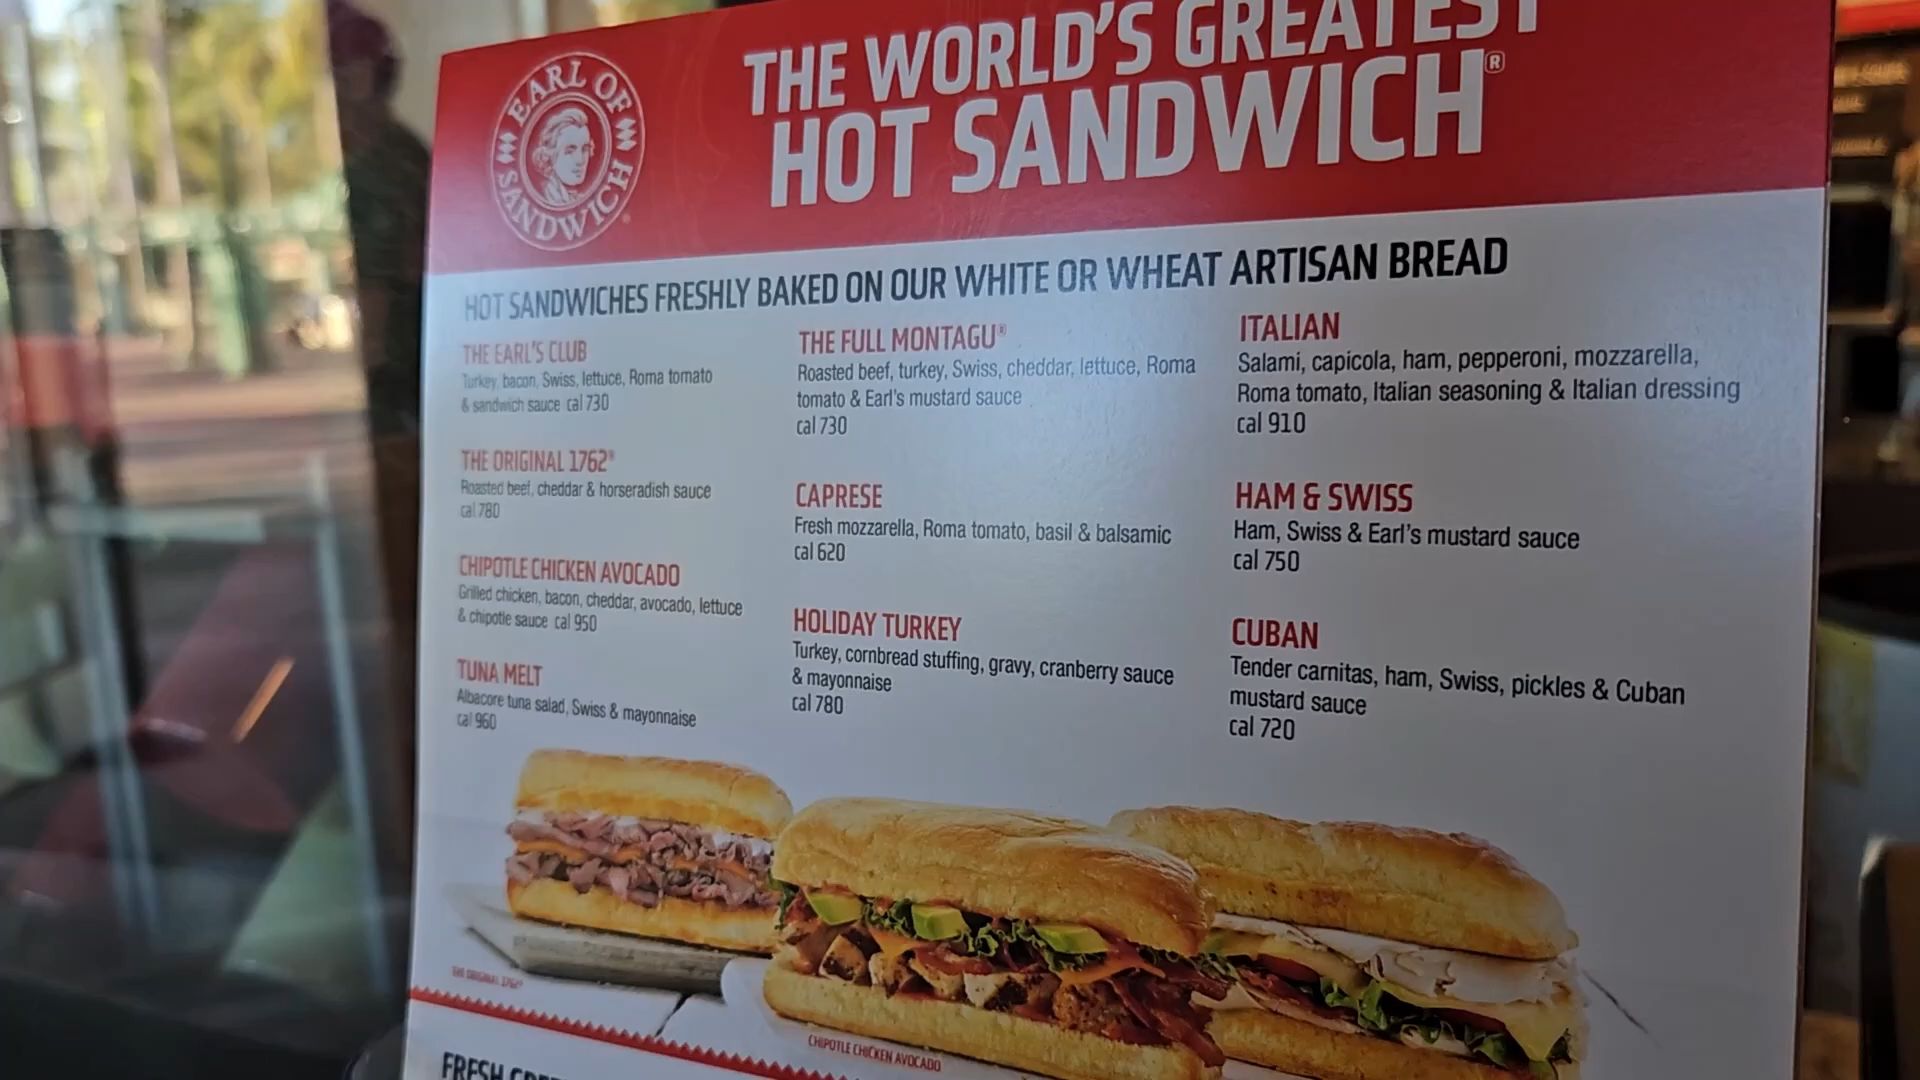 EARL OF
SANDWICH
THE WORLD'S GREATEST
HOT SANDWICH®
HOT SANDWICHES FRESHLY BAKED ON OUR WHITE OR WHEAT ARTISAN BREAD
THE EARL'S CLUB
Turkey, bacon, Swiss, lettuce, Roma tomato
& sandwich sauce cal 730
THE ORIGINAL 1762®
Roasted beef, cheddar & horseradish sauce
cal 780
CHIPOTLE CHICKEN AVOCADO
Grilled chicken, bacon, cheddar, avocado, lettuce
& chipotle sauce cal 950
TUNA MELT
Albacore tuna salad, Swiss & mayonnaise
cal 960
THE FULL MONTAGU®
Roasted beef, turkey, Swiss, cheddar, lettuce, Roma
tomato & Earl's mustard sauce
cal 730
CAPRESE
Fresh mozzarella, Roma tomato, basil & balsamic
cal 620
HOLIDAY TURKEY
Turkey, cornbread stuffing, gravy, cranberry sauce
& mayonnaise
cal 780
ITALIAN
Salami, capicola, ham, pepperoni, mozzarella,
Roma tomato, Italian seasoning & Italian dressing
cal 910
HAM & SWISS
Ham, Swiss & Earl's mustard sauce
cal 750
CUBAN
Tender carnitas, ham, Swiss, pickles & Cuban
mustard sauce
cal 720
THE ORIGINAL 1762®
CHIPOTLE CHICKEN AVOCADO
FRESH